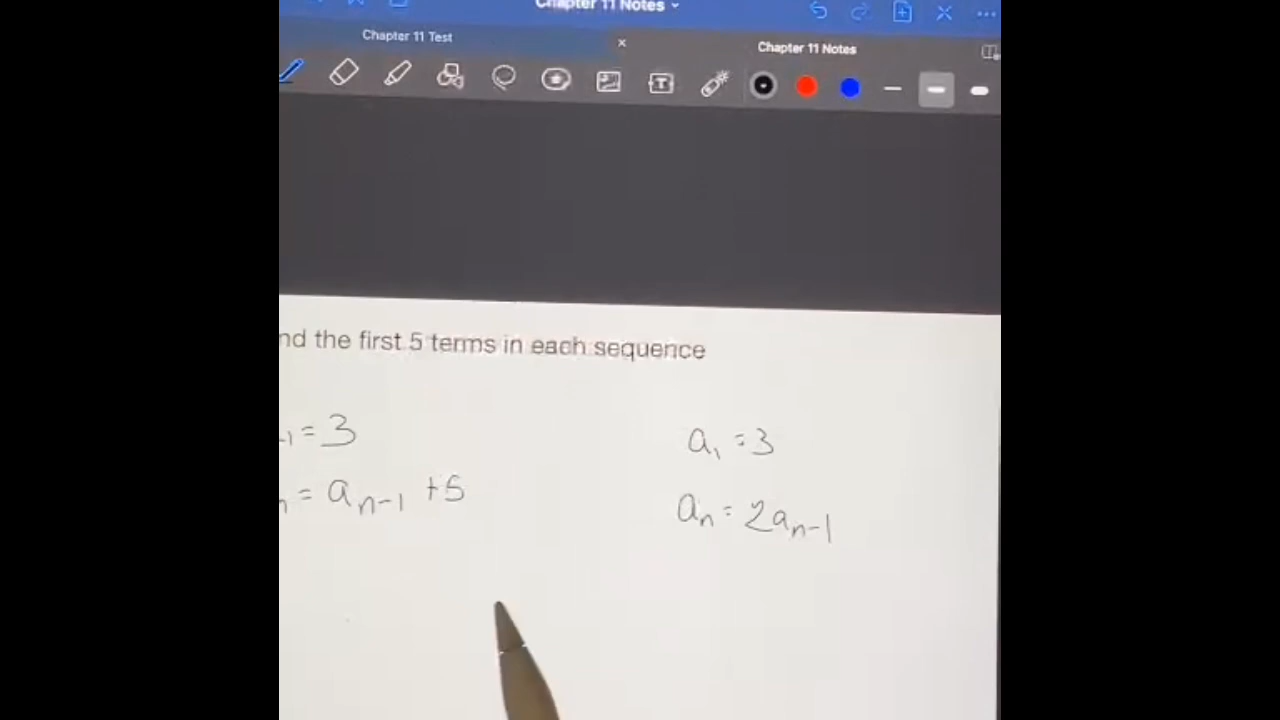 Chapter 11 Notes
Chapter 11 Test
Chapter 11 Notes
nd the first 5 terms in each sequence
1 = 3
n = aₙ₋₁ +5
a₁ = 3
aₙ = 2aₙ₋₁